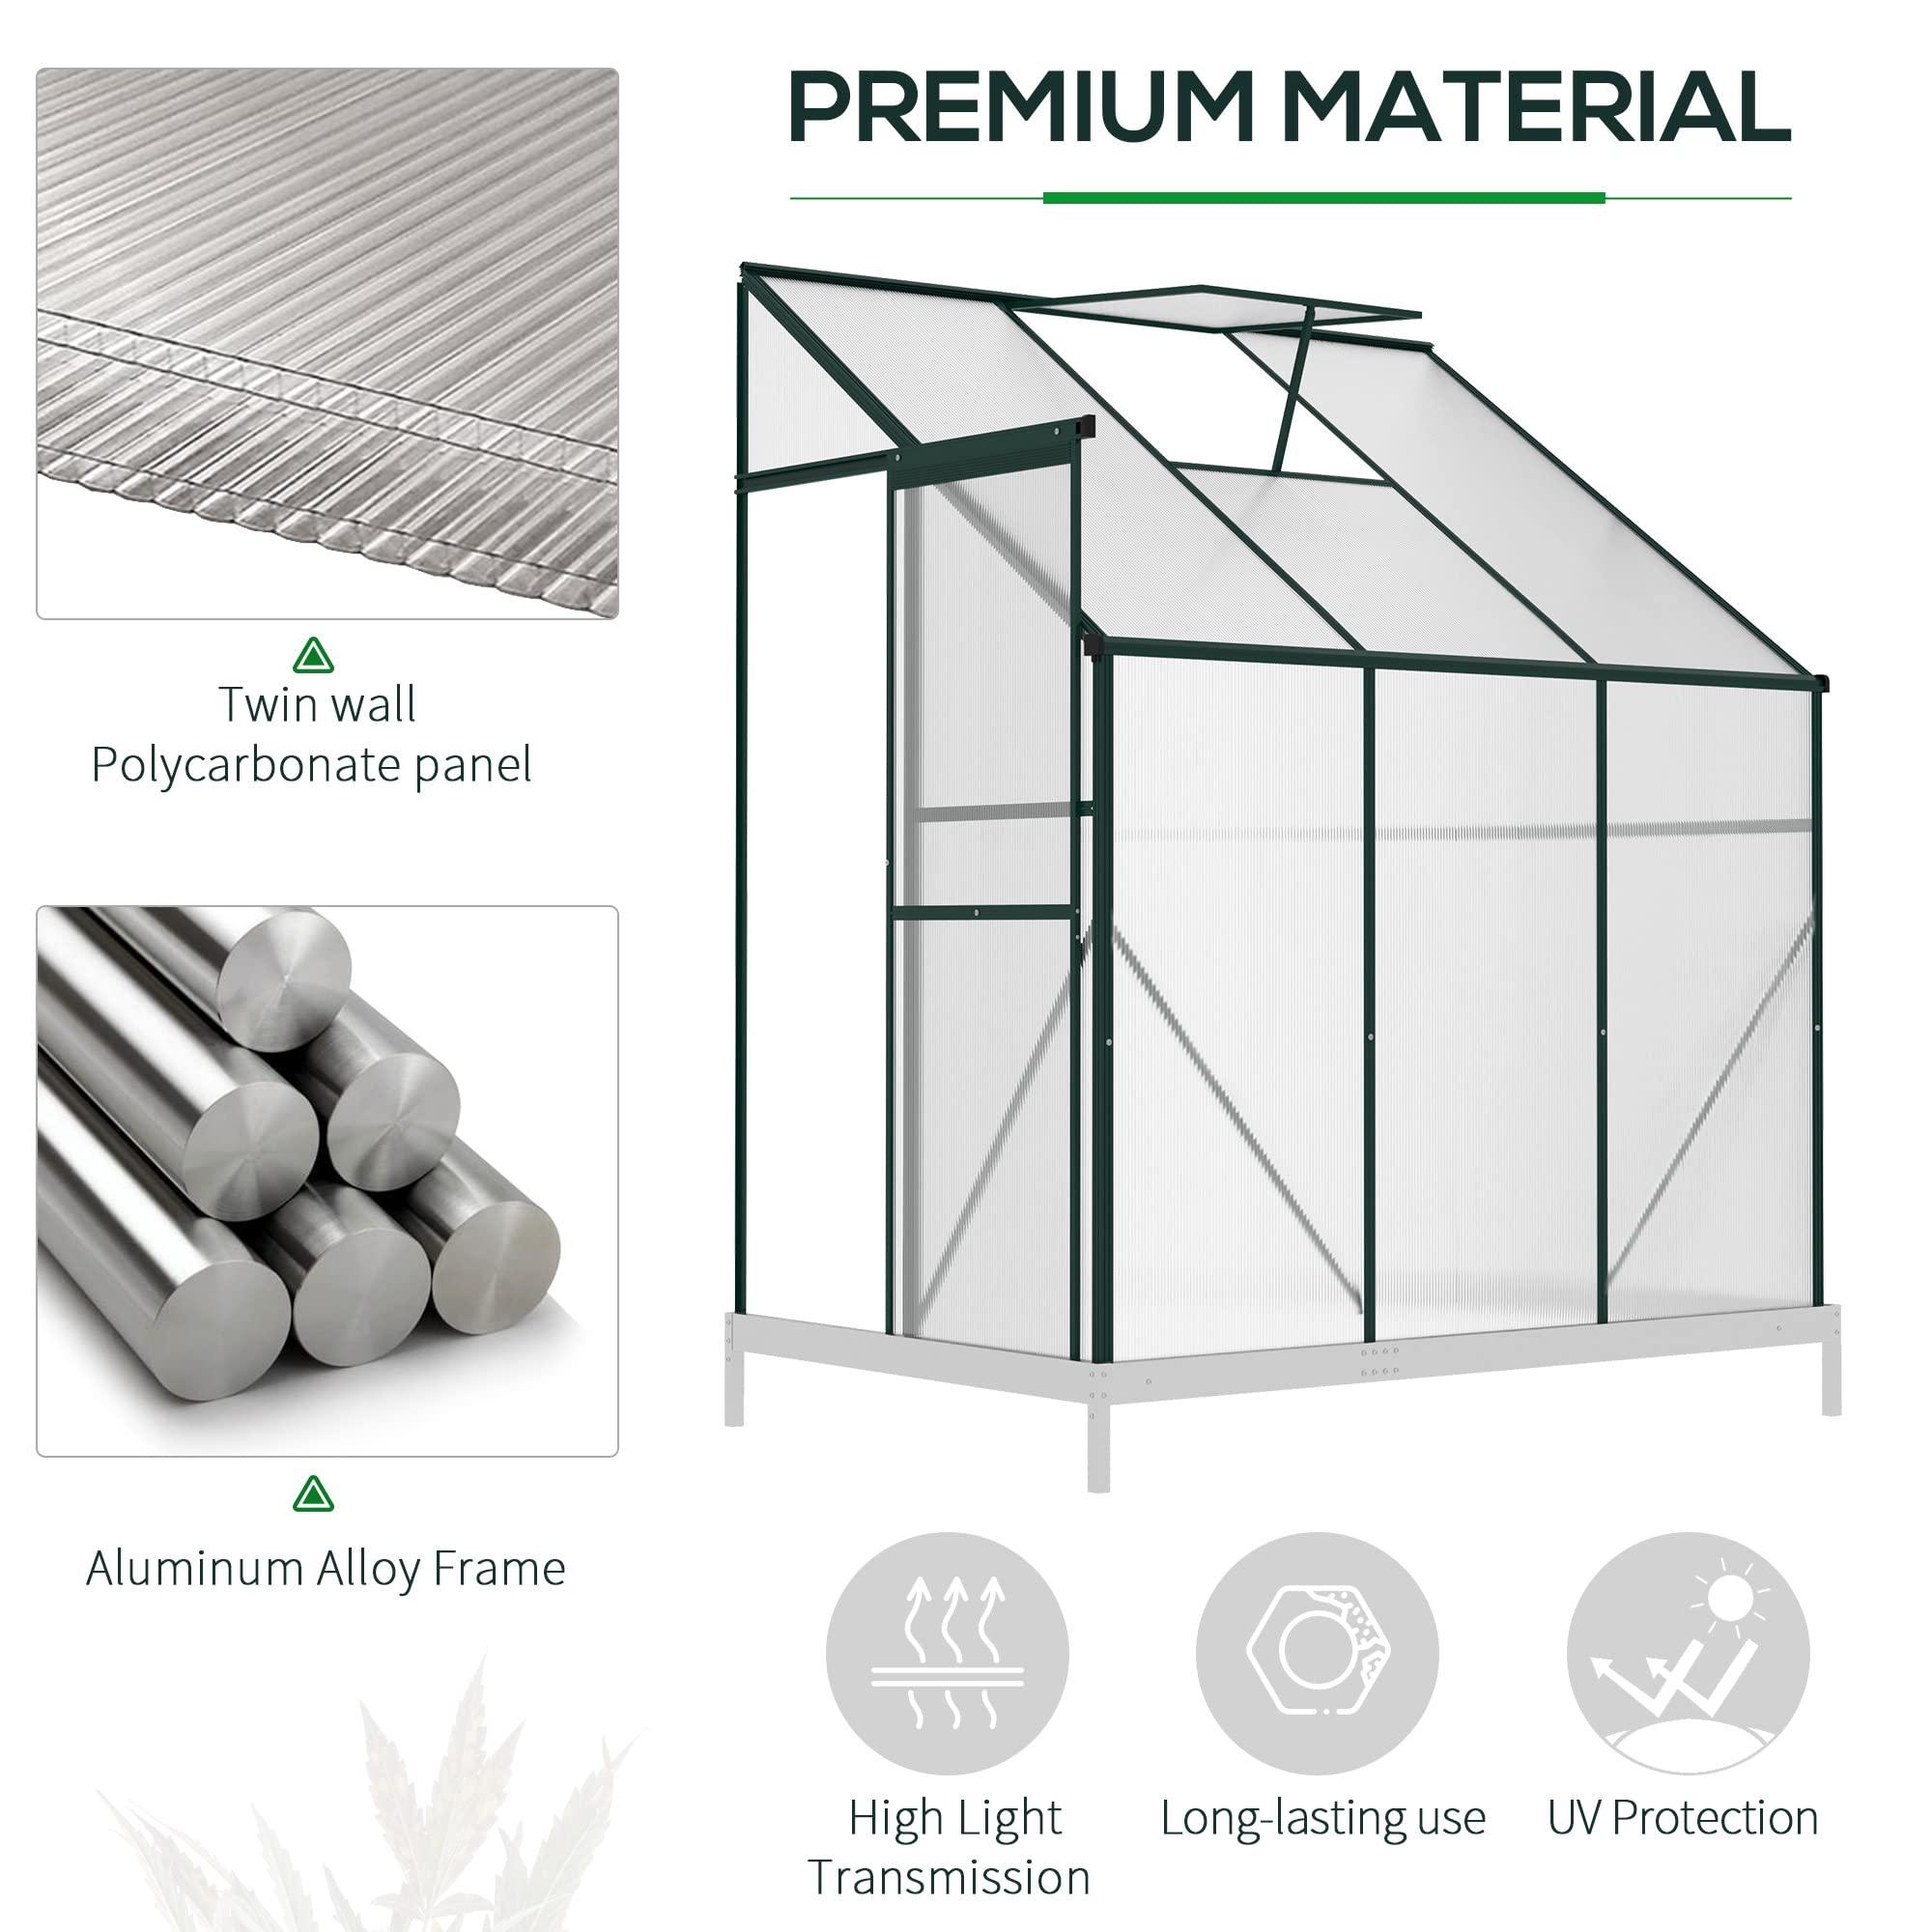 PREMIUM MATERIAL
Twin wall
Polycarbonate panel
Aluminum Alloy Frame
High Light
Transmission
Long-lasting use
UV Protection